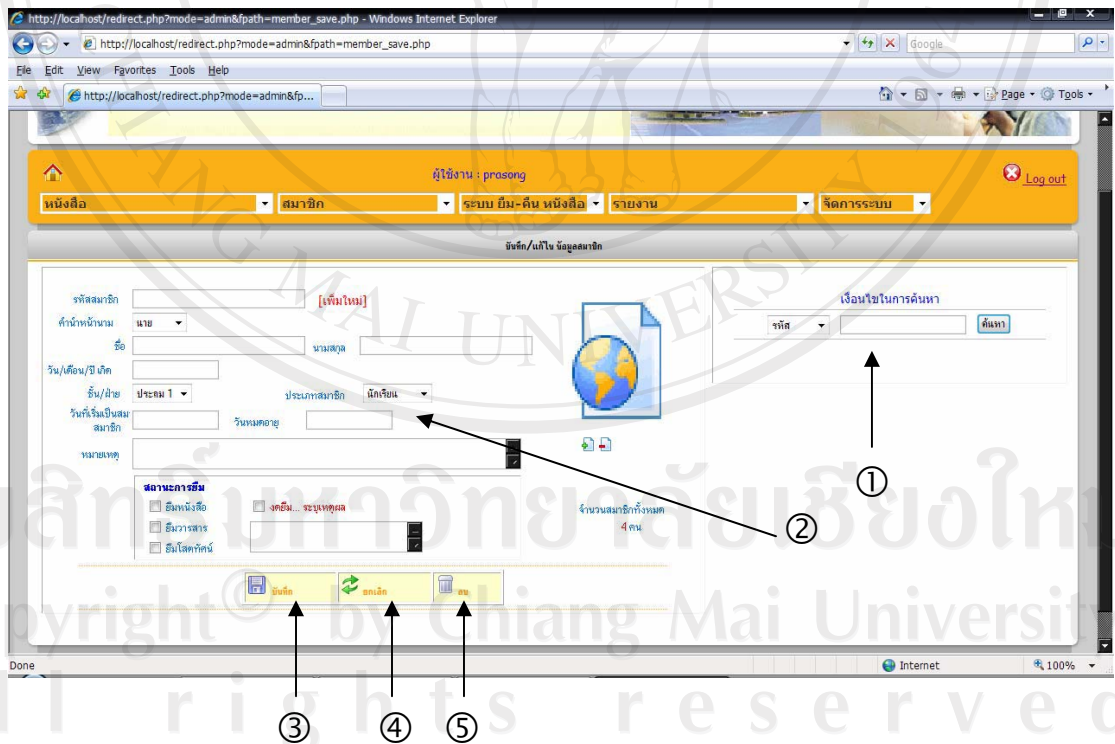 http://localhost/redirect.php?mode=admin&fpath=member_save.php - Windows Internet Explorer
http://localhost/redirect.php?mode=admin&fpath=member_save.php
Google
File Edit View Favorites Tools Help
http://localhost/redirect.php?mode=admin&fp...
Page Tools
ผู้ใช้งาน : prasong
Log out
หนังสือ สมาชิก ระบบ ยืม-คืน หนังสือ รายงาน จัดการระบบ
บันทึก/แก้ไข ข้อมูลสมาชิก
รหัสสมาชิก [เพิ่มใหม่]
เงื่อนไขในการค้นหา
คำนำหน้านาม นาย
รหัส ค้นหา
ชื่อ นามสกุล
วัน/เดือน/ปี เกิด
ชั้น/ฝ่าย ประถม 1 ประเภทสมาชิก นักเรียน
วันที่เริ่มเป็นสม
สมาชิก วันหมดอายุ
หมายเหตุ
สถานะการยืม
ยืมหนังสือ งดยืม... ระบุเหตุผล
ยืมวารสาร
ยืมโสตทัศน์
จำนวนสมาชิกทั้งหมด
4 คน
①
②
บันทึก ยกเลิก ลบ
Done Internet 100%
③ ④ ⑤
CHIANG MAI UNIVERSITY 1964
ลิขสิทธิ์มหาวิทยาลัยเชียงใหม่
Copyright © by Chiang Mai University
All rights reserved